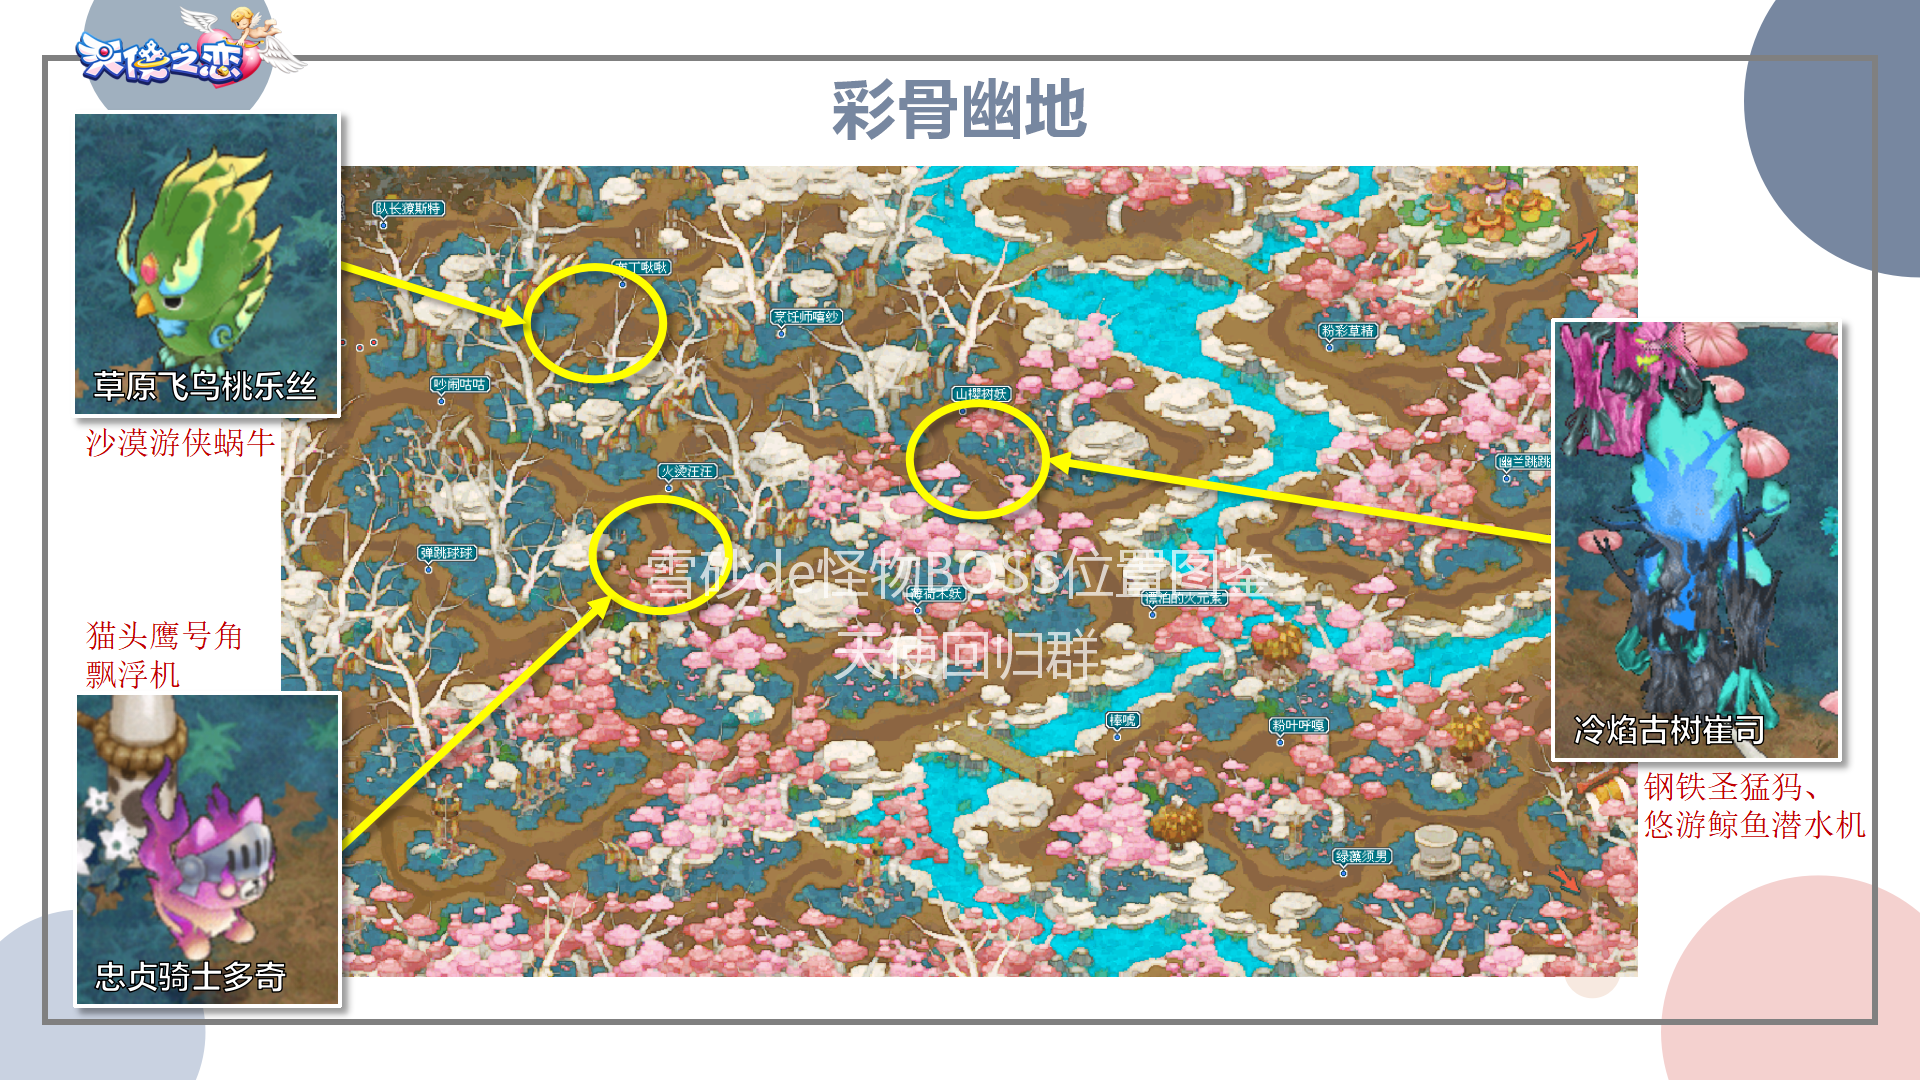 天使之恋
彩骨幽地
草原飞鸟桃乐丝
沙漠游侠蜗牛
猫头鹰号角
飘浮机
忠贞骑士多奇
队长獠斯特
布丁啾啾
烹饪师嘻纱
吵闹咕咕
山樱树妖
火烫汪汪
弹跳球球
粉彩草精
幽兰跳跳
薄荷木妖
漂泊的火元素
棒唬
粉叶呼嘎
绿藻须男
雪砂de怪物BOSS位置图鉴
天使回归群
冷焰古树崔司
钢铁圣猛犸、
悠游鲸鱼潜水机